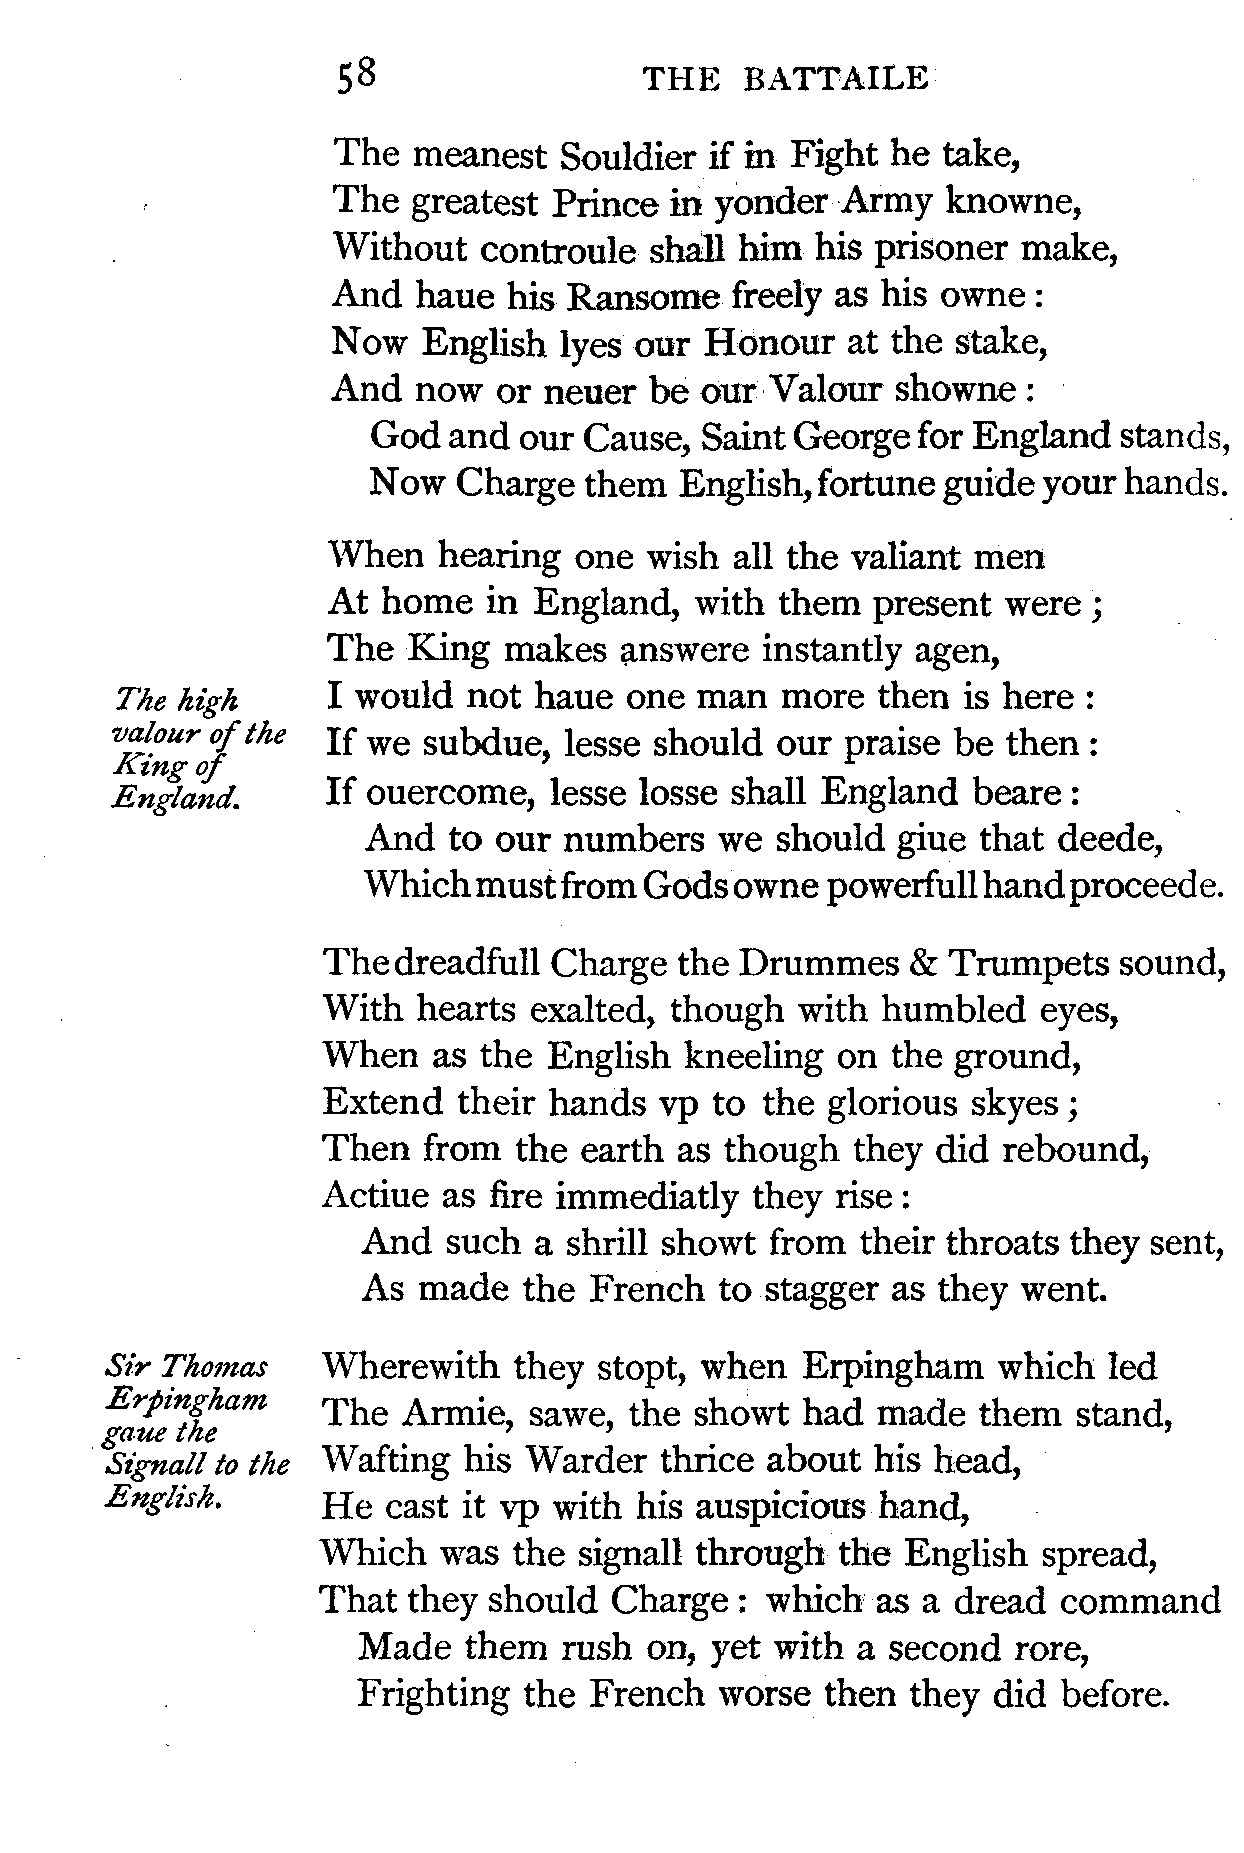 58 THE BATTAILE
The meanest Souldier if in Fight he take,
The greatest Prince in yonder Army knowne,
Without controule shall him his prisoner make,
And haue his Ransome freely as his owne :
Now English lyes our Honour at the stake,
And now or neuer be our Valour showne :
God and our Cause, Saint George for England stands,
Now Charge them English, fortune guide your hands.
When hearing one wish all the valiant men
At home in England, with them present were ;
The King makes answere instantly agen,
I would not haue one man more then is here :
If we subdue, lesse should our praise be then :
If ouercome, lesse losse shall England beare :
And to our numbers we should giue that deede,
Which must from Gods owne powerfull hand proceede.
The high
valour of the
King of
England.
The dreadfull Charge the Drummes & Trumpets sound,
With hearts exalted, though with humbled eyes,
When as the English kneeling on the ground,
Extend their hands vp to the glorious skyes ;
Then from the earth as though they did rebound,
Actiue as fire immediatly they rise :
And such a shrill showt from their throats they sent,
As made the French to stagger as they went.
Sir Thomas
Erpingham
gaue the
Signall to the
English.
Wherewith they stopt, when Erpingham which led
The Armie, sawe, the showt had made them stand,
Wafting his Warder thrice about his head,
He cast it vp with his auspicious hand,
Which was the signall through the English spread,
That they should Charge : which as a dread command
Made them rush on, yet with a second rore,
Frighting the French worse then they did before.